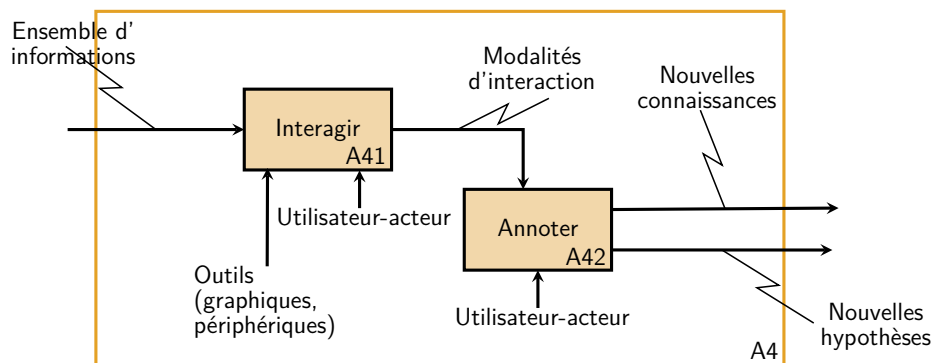 Ensemble d'
informations
Modalités
d'interaction
Nouvelles
connaissances
Interagir
A41
Utilisateur-acteur
Annoter
A42
Outils
(graphiques,
périphériques)
Utilisateur-acteur
Nouvelles
hypothèses
A4